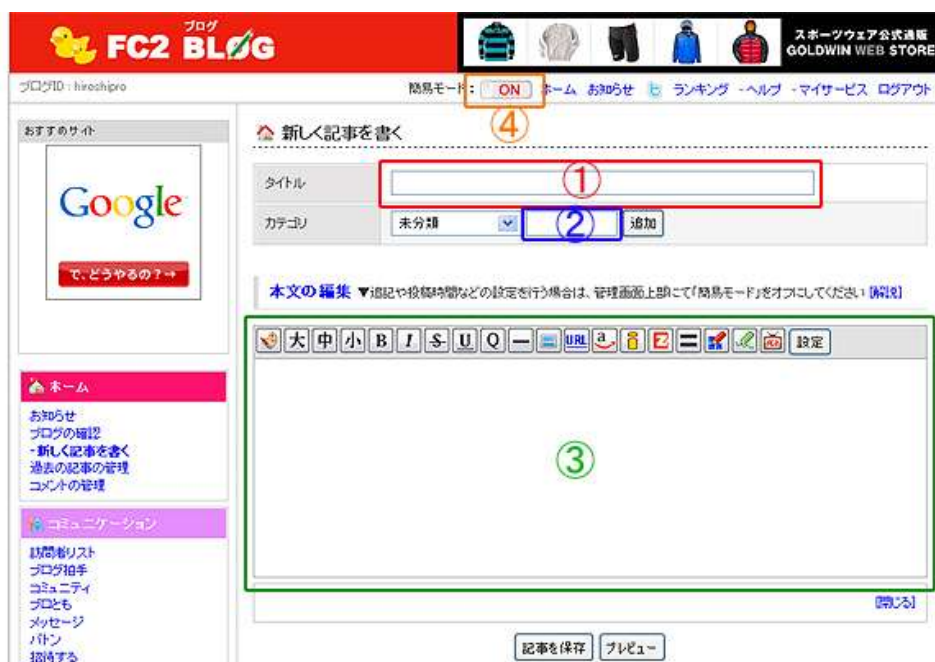 ブログ
FC2 BLOG
スポーツウェア公式通販
GOLDWIN WEB STORE
ブログID : hiroshipro
簡易モード : ON ホーム お知らせ ランキング ・ヘルプ ・マイサービス ログアウト
④
おすすめサイト
Google
で、どうやるの?→
新しく記事を書く
タイトル
①
カテゴリ
未分類
②
追加
本文の編集 ▼追記や投稿時間などの設定を行う場合は、管理画面上部にて「簡易モード」をオフにしてください [解説]
大 中 小 B I S U Q URL a 設定
③
[閉じる]
記事を保存 プレビュー
ホーム
お知らせ
ブログの確認
・新しく記事を書く
過去の記事の管理
コメントの管理
コミュニケーション
訪問者リスト
ブログ拍手
コミュニティ
ブロとも
メッセージ
バトン
招待する